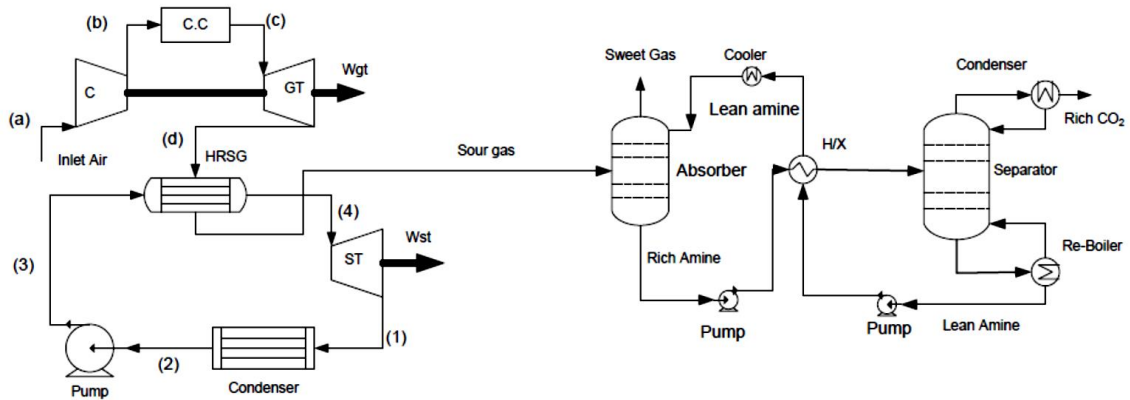 (b)
C.C
(c)
C
GT
Wgt
(a)
Inlet Air
(d)
HRSG
(3)
(4)
ST
Wst
(1)
(2)
Condenser
Pump
Sour gas
Sweet Gas
Cooler
Lean amine
Absorber
H/X
Rich Amine
Pump
Condenser
Rich CO₂
Separator
Re-Boiler
Pump
Lean Amine